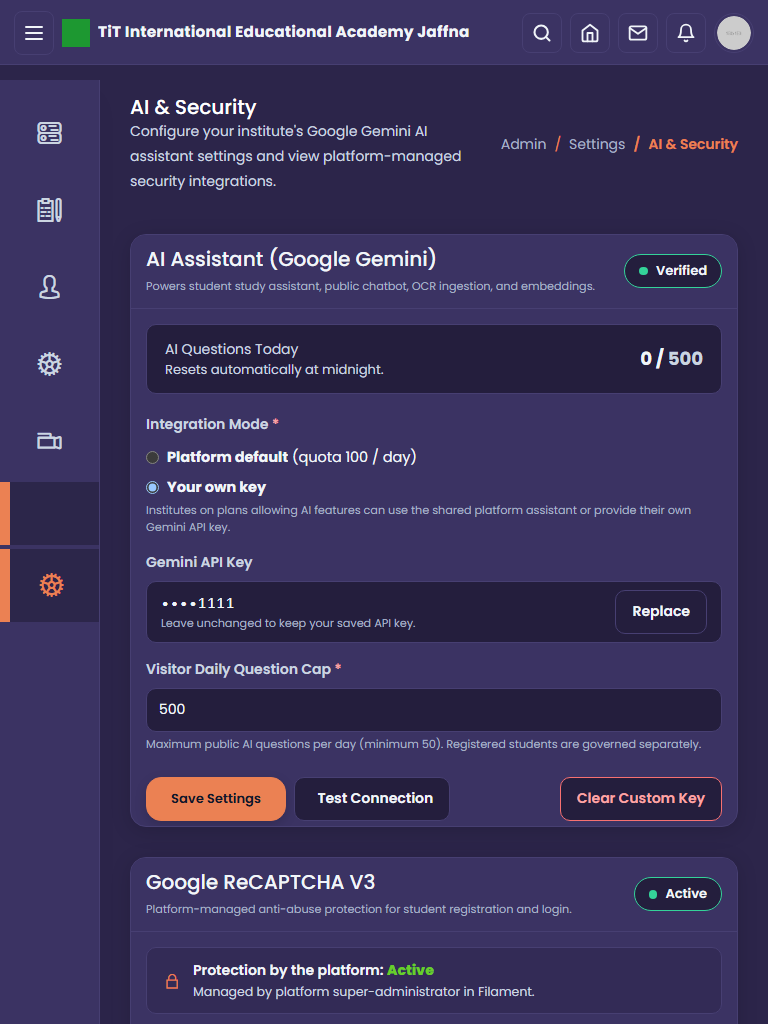 TiT International Educational Academy Jaffna
AI & Security
Configure your institute's Google Gemini AI
assistant settings and view platform-managed
security integrations.
Admin / Settings / AI & Security
AI Assistant (Google Gemini)
Powers student study assistant, public chatbot, OCR ingestion, and embeddings.
Verified
AI Questions Today
Resets automatically at midnight.
0 / 500
Integration Mode *
Platform default (quota 100 / day)
Your own key
Institutes on plans allowing AI features can use the shared platform assistant or provide their own
Gemini API key.
Gemini API Key
••••1111
Leave unchanged to keep your saved API key.
Replace
Visitor Daily Question Cap *
500
Maximum public AI questions per day (minimum 50). Registered students are governed separately.
Save Settings
Test Connection
Clear Custom Key
Google ReCAPTCHA V3
Platform-managed anti-abuse protection for student registration and login.
Active
Protection by the platform: Active
Managed by platform super-administrator in Filament.